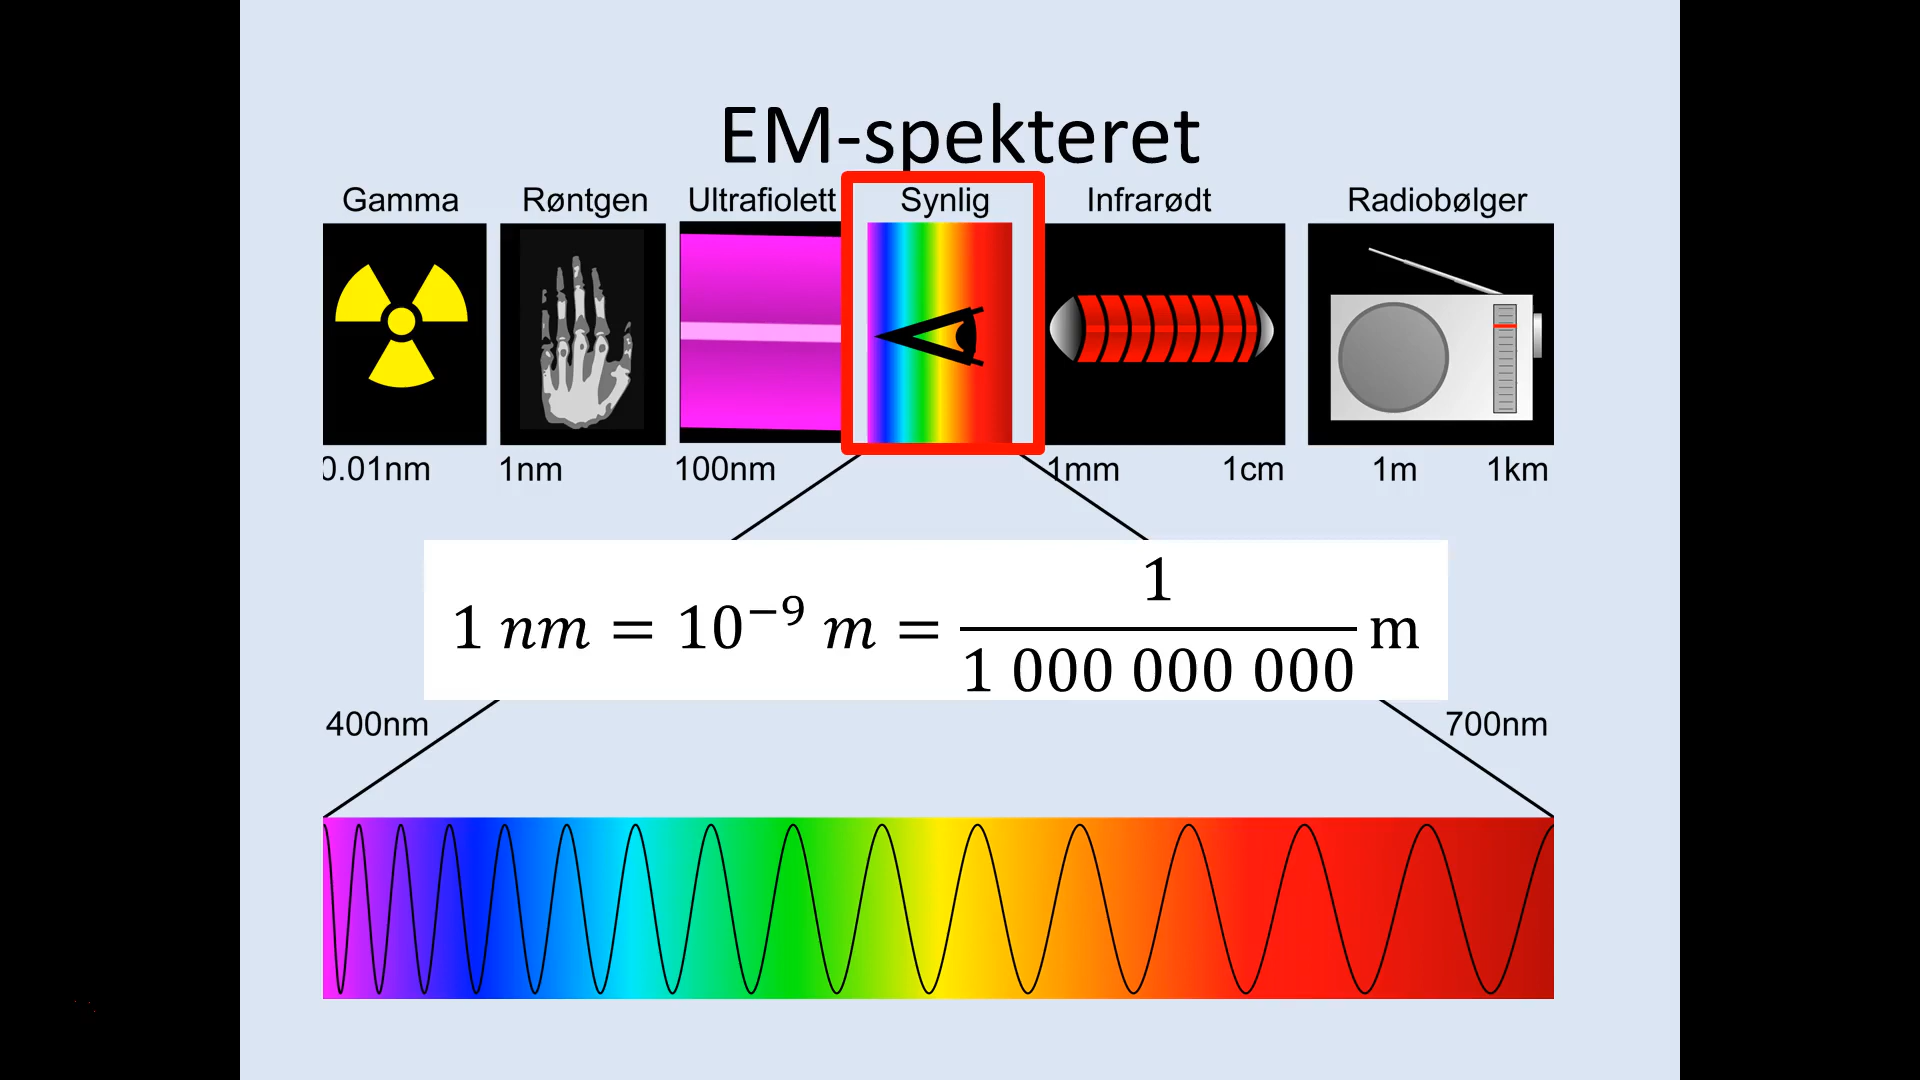 EM-spekteret
Gamma Røntgen Ultrafiolett Synlig Infrarødt Radiobølger
0.01nm 1nm 100nm 1mm 1cm 1m 1km
1 nm = 10⁻⁹ m = 1/1 000 000 000 m
400nm 700nm